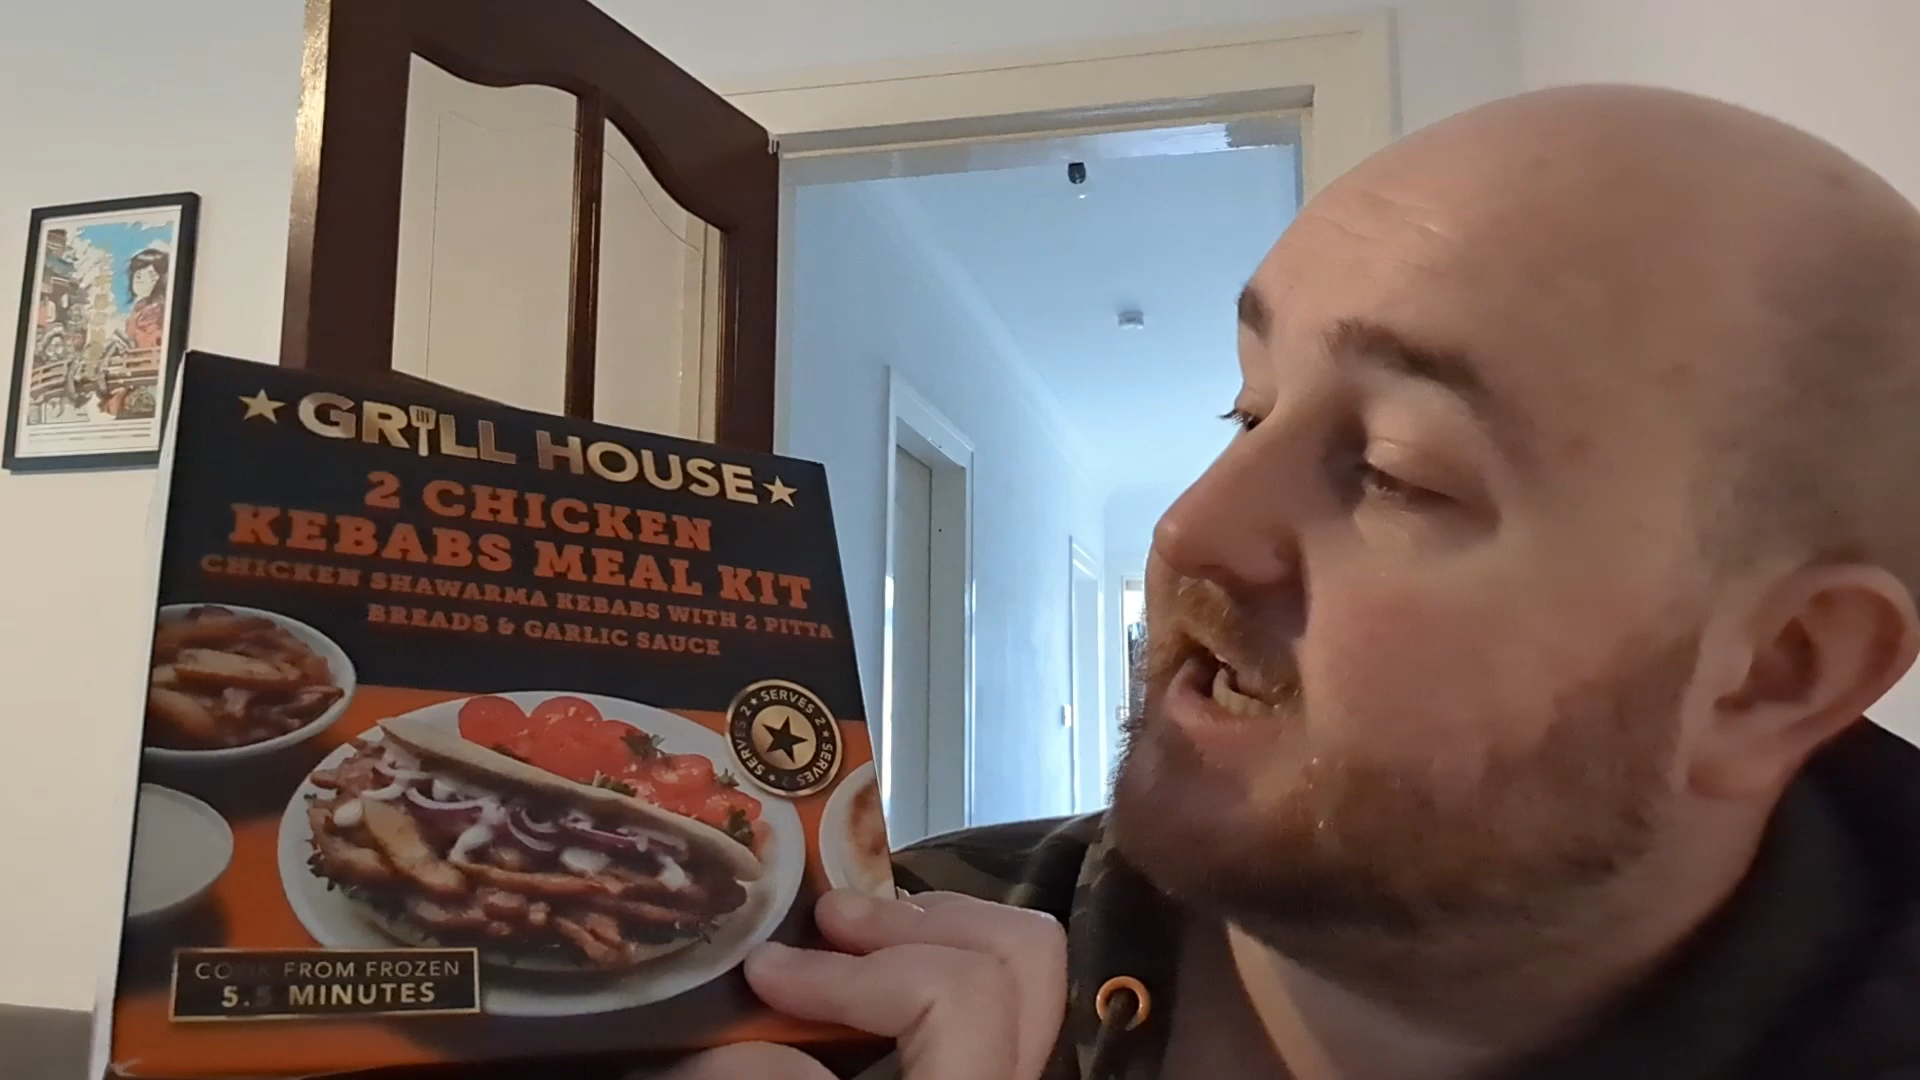 ★ GRILL HOUSE ★
2 CHICKEN
KEBABS MEAL KIT
CHICKEN SHAWARMA KEBABS WITH 2 PITTA
BREADS & GARLIC SAUCE
SERVES 2 ★ SERVES 2 ★ SERVES 2 ★
COOK FROM FROZEN
5.5 MINUTES